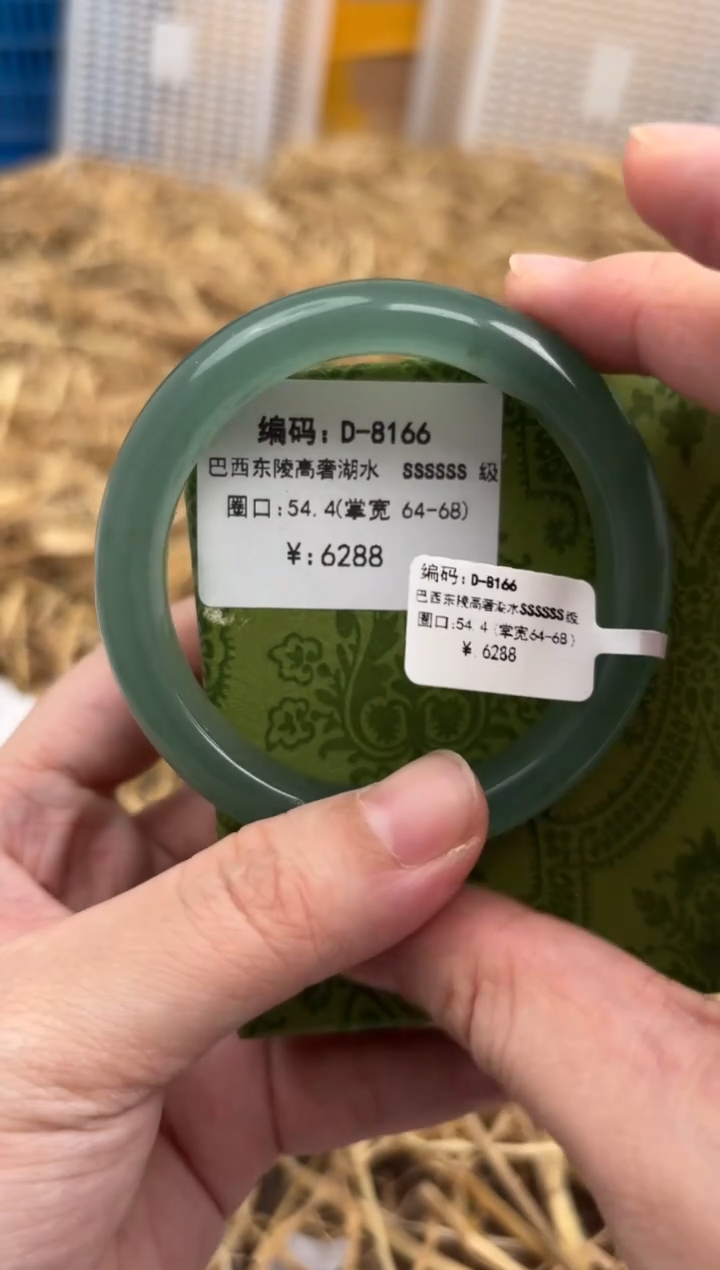 编码: D-8166
巴西东陵高奢湖水 SSSSSS 级
圈口:54.4(掌宽 64-68)
¥:6288
编码: D-8166
巴西东陵高奢湖水SSSSSS级
圈口:54.4(掌宽64-68)
¥ 6288